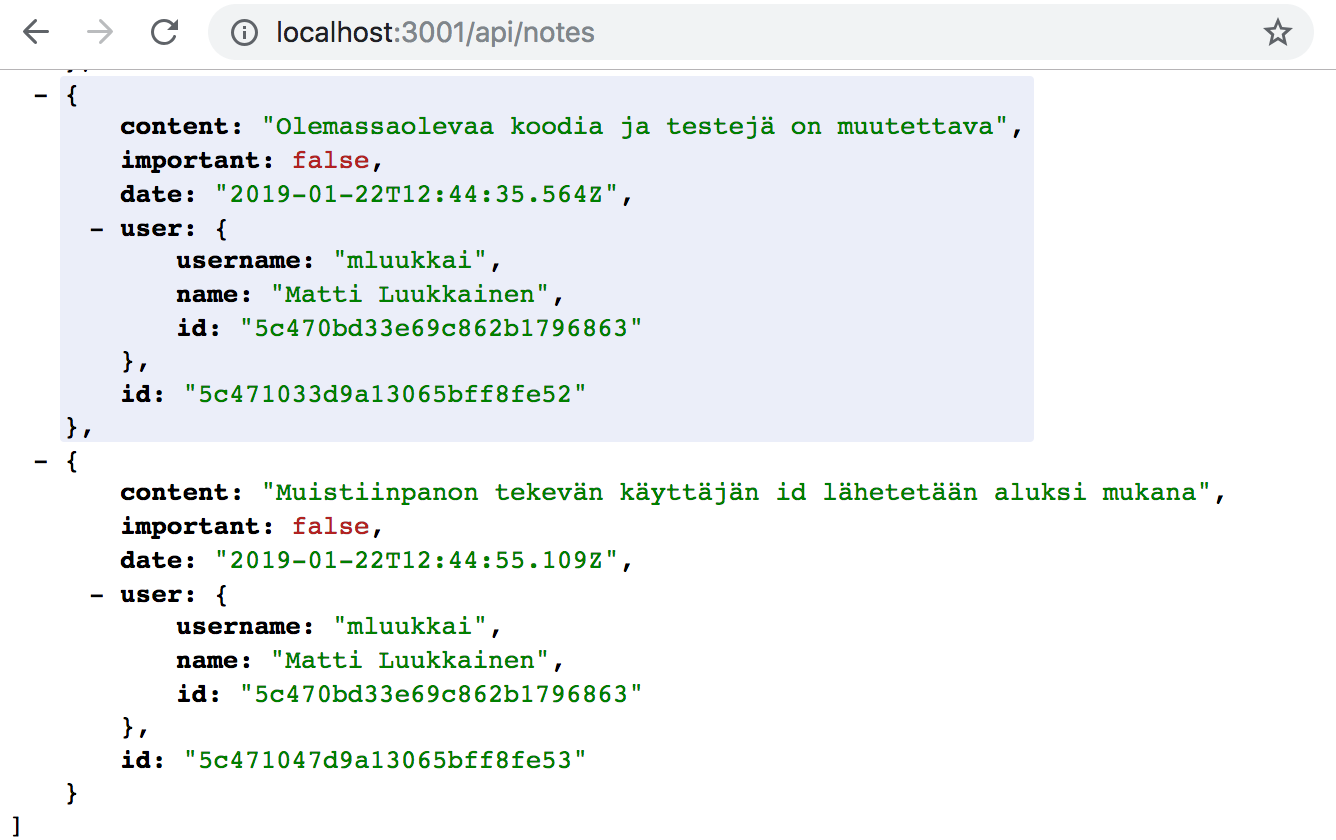 localhost:3001/api/notes
- {
content: "Olemassaolevaa koodia ja testejä on muutettava",
important: false,
date: "2019-01-22T12:44:35.564Z",
- user: {
username: "mluukkai",
name: "Matti Luukkainen",
id: "5c470bd33e69c862b1796863"
},
id: "5c471033d9a13065bff8fe52"
},
- {
content: "Muistiinpanon tekevän käyttäjän id lähetetään aluksi mukana",
important: false,
date: "2019-01-22T12:44:55.109Z",
- user: {
username: "mluukkai",
name: "Matti Luukkainen",
id: "5c470bd33e69c862b1796863"
},
id: "5c471047d9a13065bff8fe53"
}
]